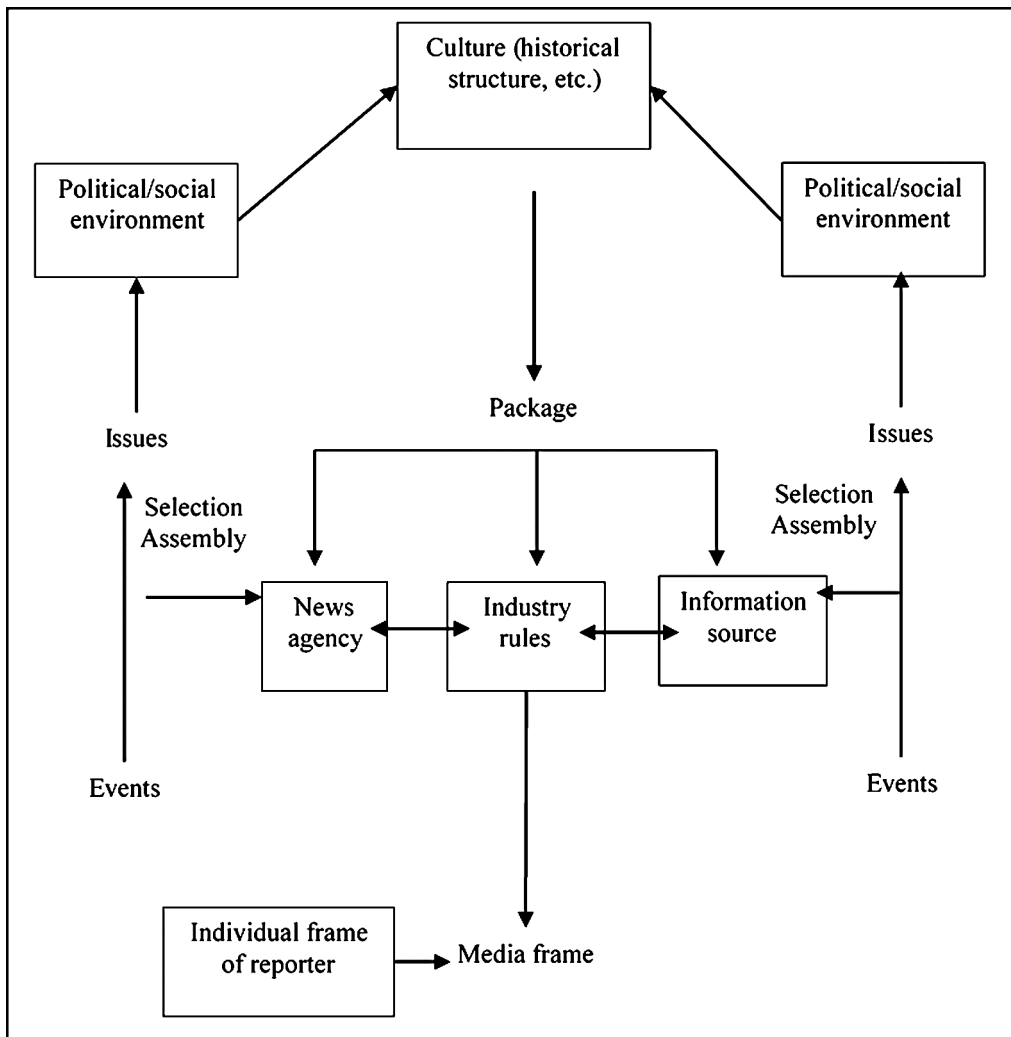 Culture (historical
structure, etc.)
Political/social
environment
Political/social
environment
Package
Issues
Issues
Selection
Assembly
Selection
Assembly
News
agency
Industry
rules
Information
source
Events
Events
Individual frame
of reporter
Media frame